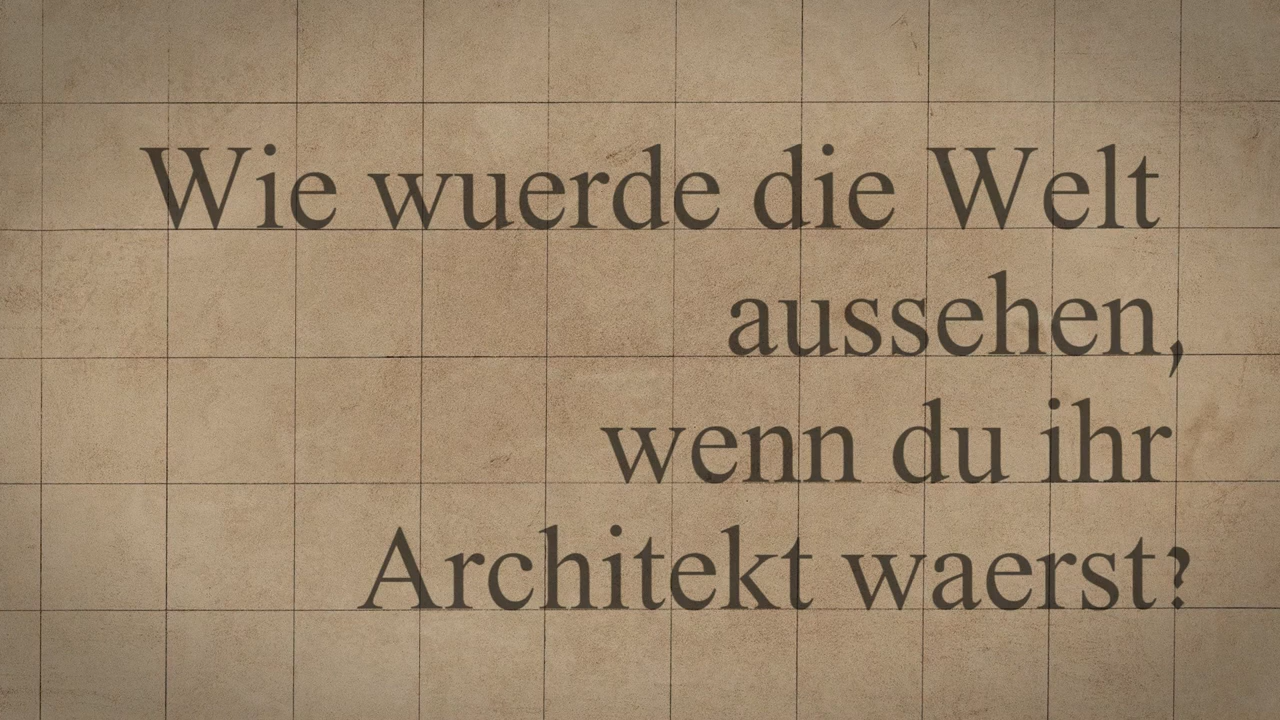 Wie wuerde die Welt
aussehen,
wenn du ihr
Architekt waerst?